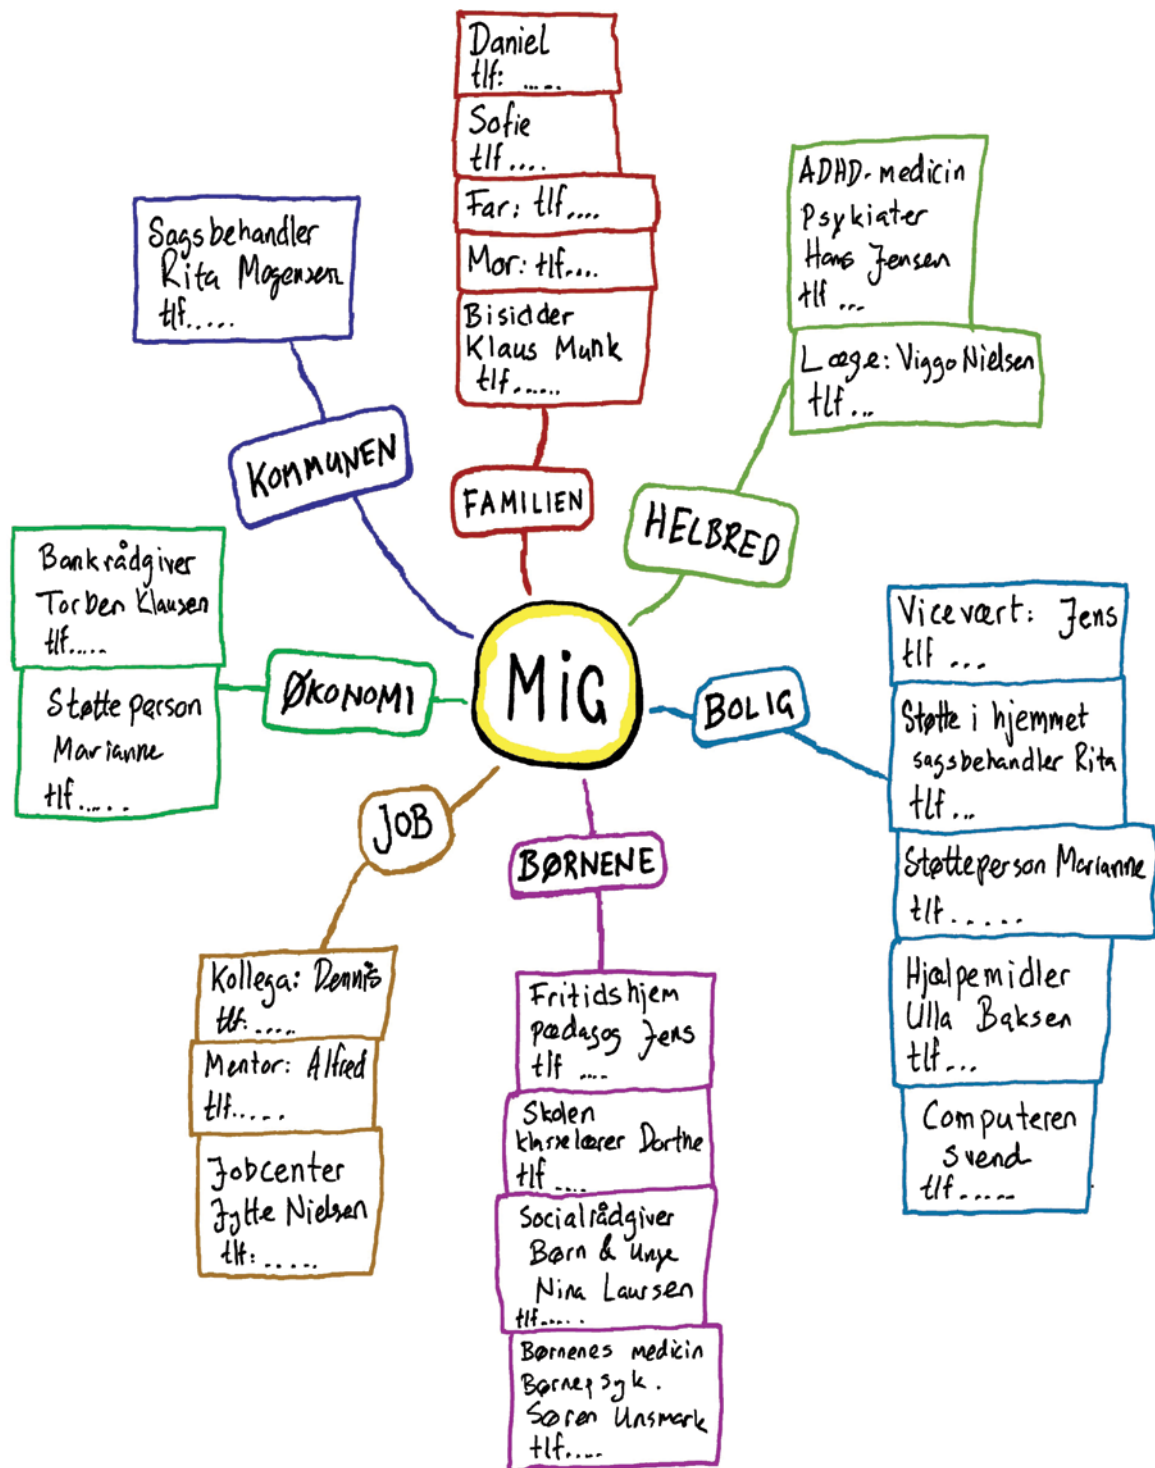 Daniel
tlf: .....
Sofie
tlf ....
Far: tlf....
Mor: tlf....
Bisidder
Klaus Munk
tlf......
FAMILIEN
ADHD-medicin
Psykiater
Hans Jensen
tlf ...
Læge: Viggo Nielsen
tlf ...
HELBRED
Sagsbehandler
Rita Mogensen
tlf.....
KOMMUNEN
Bankrådgiver
Torben Klausen
tlf.....
Støtteperson
Marianne
tlf.....
ØKONOMI
MiG
BOLIG
Vicevært: Jens
tlf ...
Støtte i hjemmet
sagsbehandler Rita
tlf...
Støtteperson Marianne
tlf.....
Hjælpemidler
Ulla Baksen
tlf...
Computeren
Svend
tlf.....
JOB
Kollega: Dennis
tlf:.....
Mentor: Alfred
tlf.....
Jobcenter
Jytte Nielsen
tlf: .....
BØRNENE
Fritidshjem
pædagog Jens
tlf ....
Skolen
klasselærer Dorthe
tlf ....
Socialrådgiver
Børn & Unge
Nina Laursen
tlf.....
Børnenes medicin
Børnepsyk.
Søren Unsmark
tlf.....